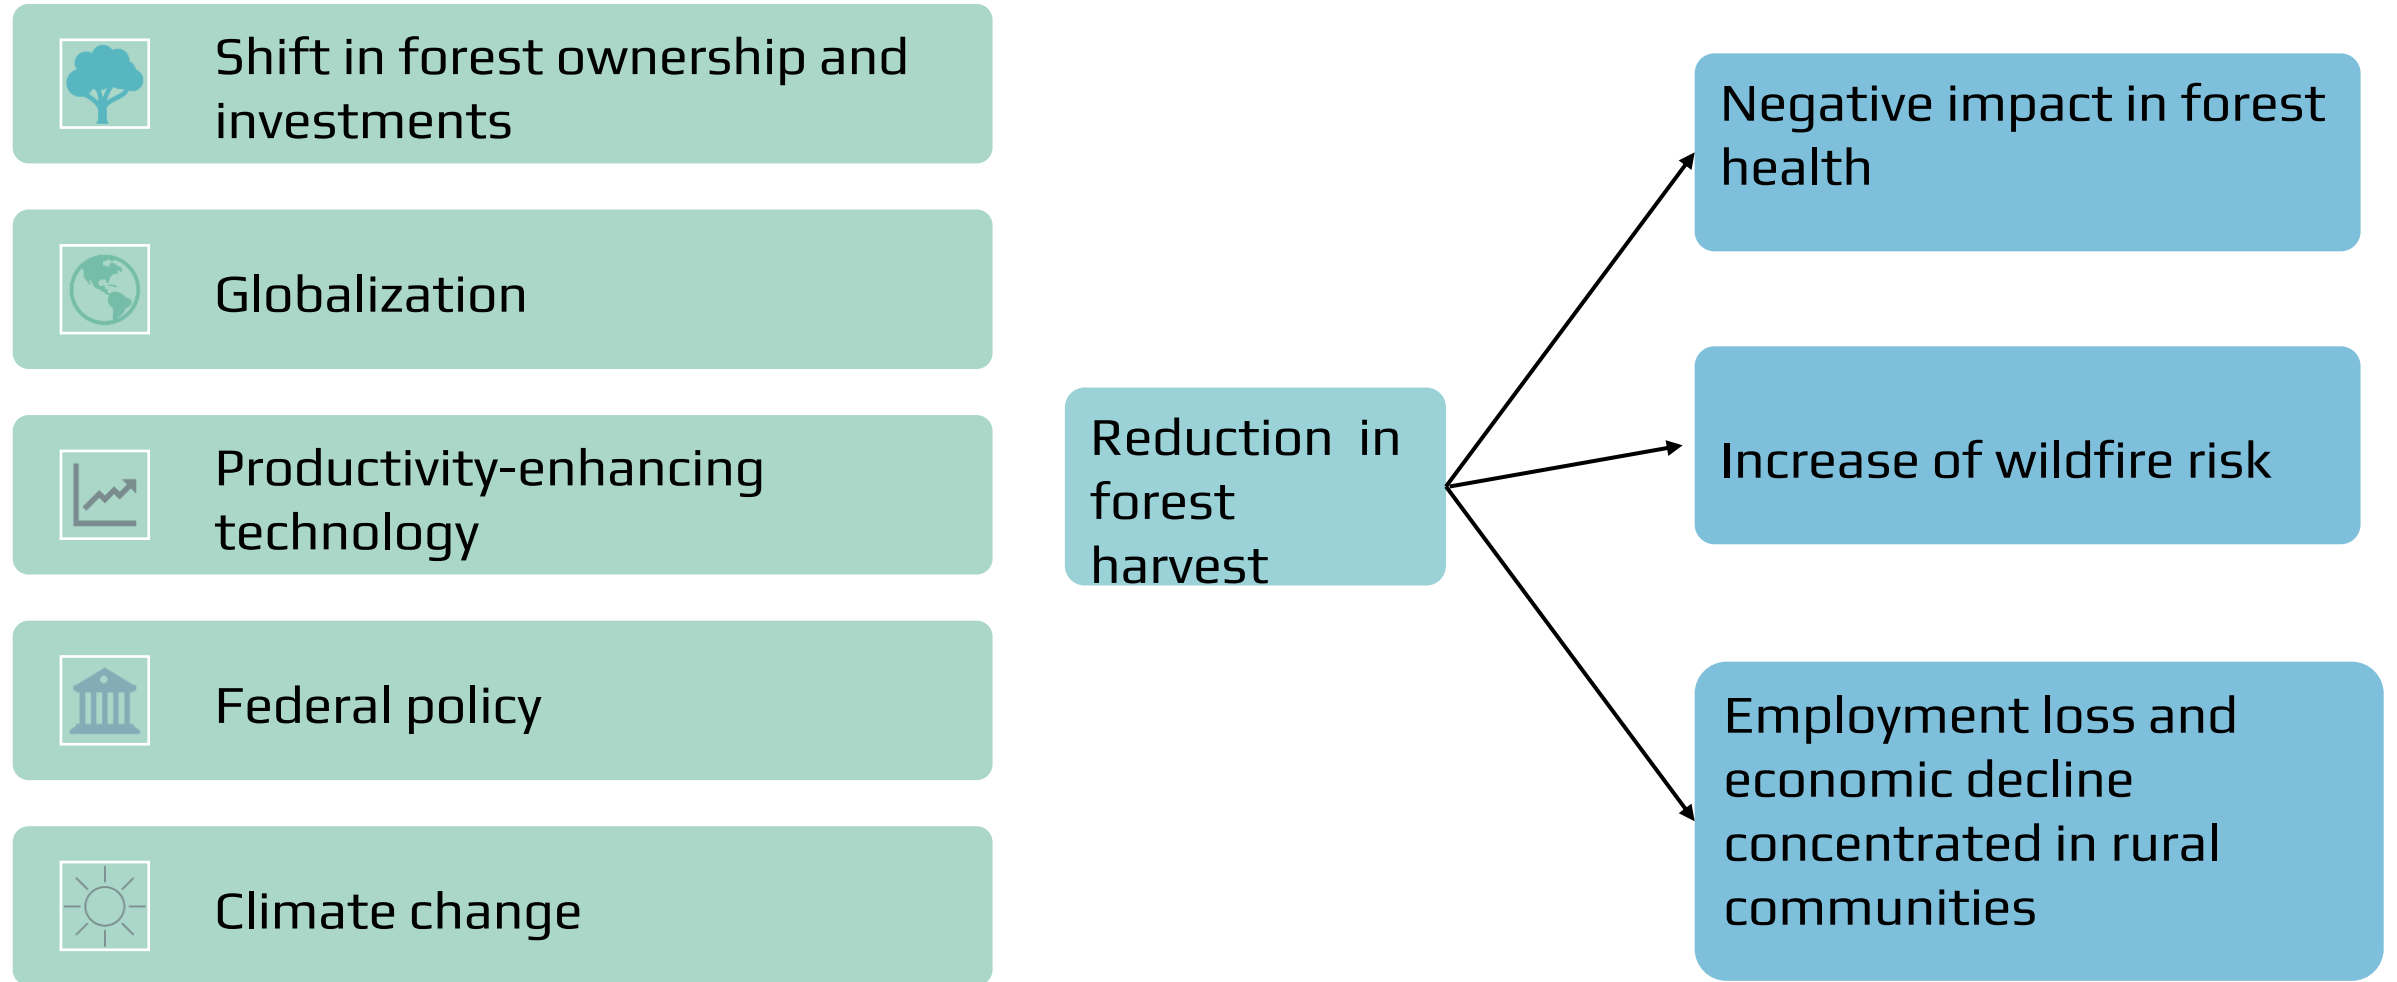 Shift in forest ownership and
investments
Globalization
Productivity-enhancing
technology
Federal policy
Climate change
Reduction  in
forest
harvest
Negative impact in forest
health
Increase of wildfire risk
Employment loss and
economic decline
concentrated in rural
communities